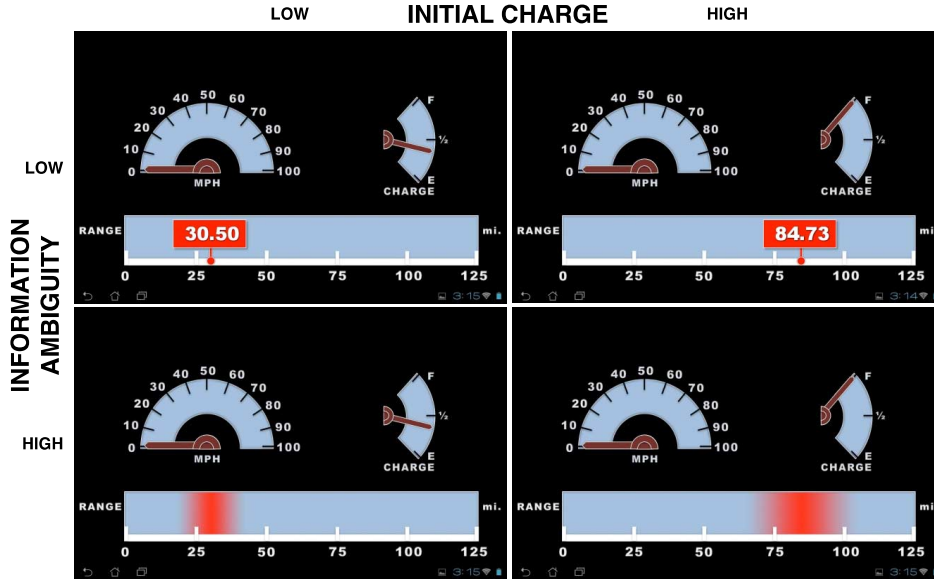 LOW INITIAL CHARGE HIGH
LOW
HIGH
INFORMATION
AMBIGUITY
0 10 20 30 40 50 60 70 80 90 100
MPH
F ½ E
CHARGE
RANGE 30.50 mi.
0 25 50 75 100 125
3:15
0 10 20 30 40 50 60 70 80 90 100
MPH
F ½ E
CHARGE
RANGE 84.73 mi
0 25 50 75 100 125
3:14
0 10 20 30 40 50 60 70 80 90 100
MPH
F ½ E
CHARGE
RANGE mi.
0 25 50 75 100 125
3:15
0 10 20 30 40 50 60 70 80 90 100
MPH
F ½ E
CHARGE
RANGE mi
0 25 50 75 100 125
3:15